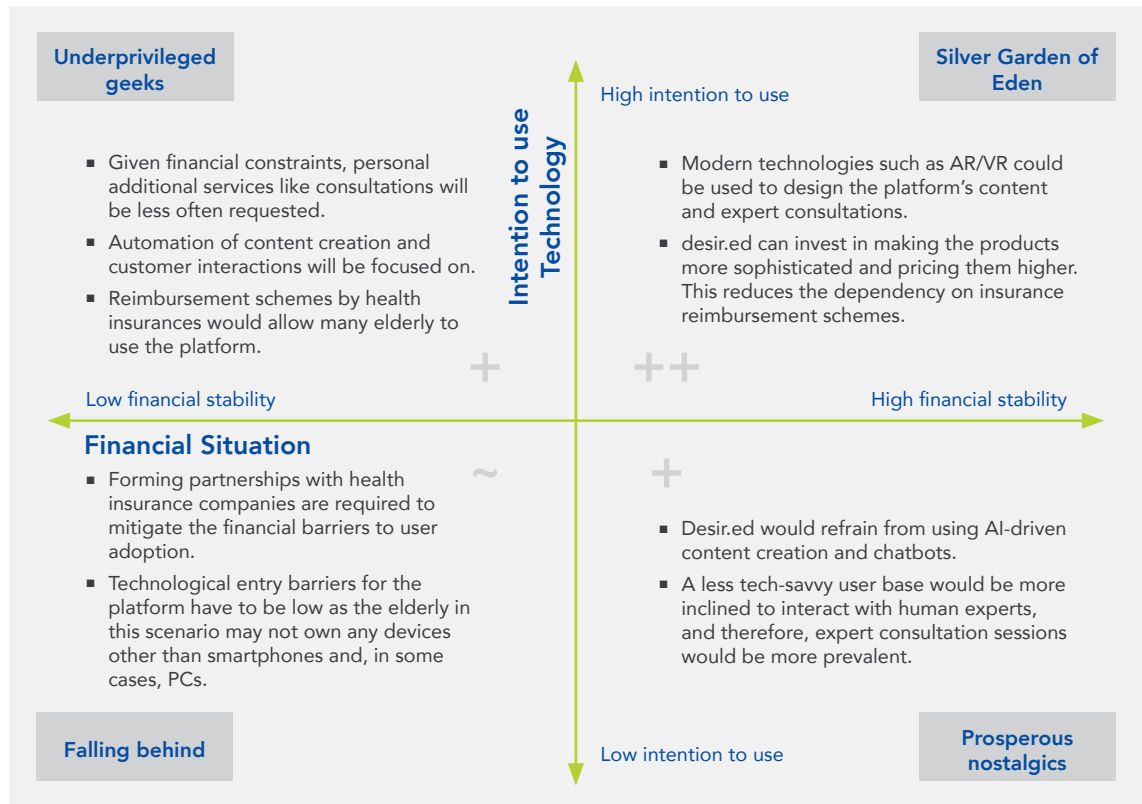 Underprivileged
geeks
Silver Garden of
Eden
High intention to use
Intention to use
Technology
▪ Given financial constraints, personal
additional services like consultations will
be less often requested.
▪ Automation of content creation and
customer interactions will be focused on.
▪ Reimbursement schemes by health
insurances would allow many elderly to
use the platform.
+
▪ Modern technologies such as AR/VR could
be used to design the platform’s content
and expert consultations.
▪ desir.ed can invest in making the products
more sophisticated and pricing them higher.
This reduces the dependency on insurance
reimbursement schemes.
++
Low financial stability
High financial stability
Financial Situation
▪ Forming partnerships with health
insurance companies are required to
mitigate the financial barriers to user
adoption.
▪ Technological entry barriers for the
platform have to be low as the elderly in
this scenario may not own any devices
other than smartphones and, in some
cases, PCs.
~
+
▪ Desir.ed would refrain from using AI-driven
content creation and chatbots.
▪ A less tech-savvy user base would be more
inclined to interact with human experts,
and therefore, expert consultation sessions
would be more prevalent.
Falling behind
Low intention to use
Prosperous
nostalgics